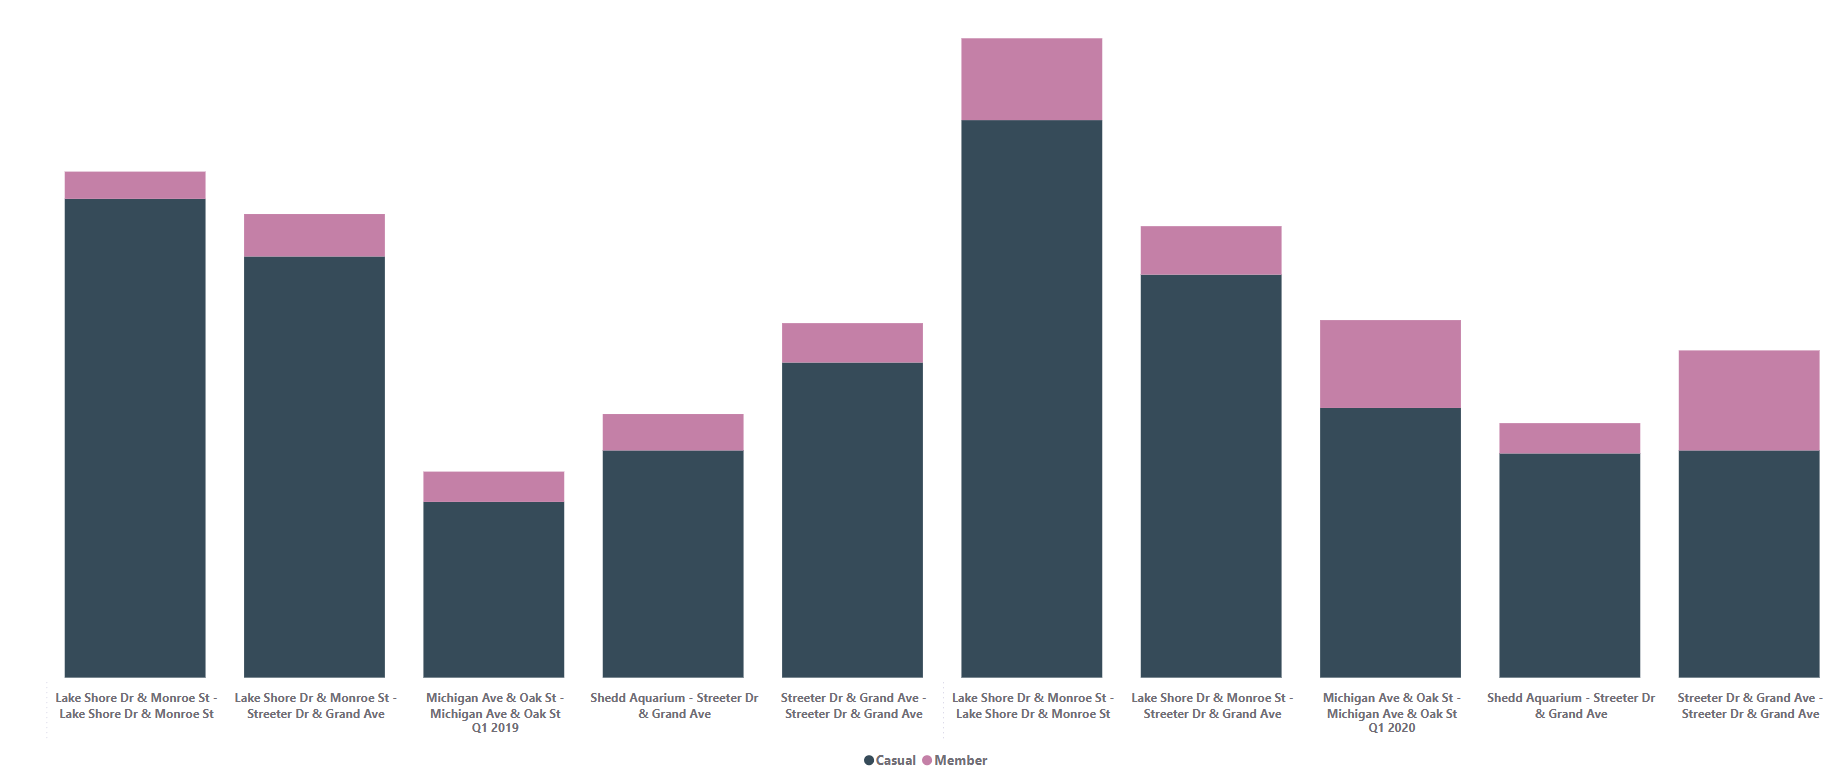 Lake Shore Dr & Monroe St -
Lake Shore Dr & Monroe St
Lake Shore Dr & Monroe St -
Streeter Dr & Grand Ave
Michigan Ave & Oak St -
Michigan Ave & Oak St
Shedd Aquarium - Streeter Dr
& Grand Ave
Streeter Dr & Grand Ave -
Streeter Dr & Grand Ave
Q1 2019
Lake Shore Dr & Monroe St -
Lake Shore Dr & Monroe St
Lake Shore Dr & Monroe St -
Streeter Dr & Grand Ave
Michigan Ave & Oak St -
Michigan Ave & Oak St
Shedd Aquarium - Streeter Dr
& Grand Ave
Streeter Dr & Grand Ave -
Streeter Dr & Grand Ave
Q1 2020
Casual
Member